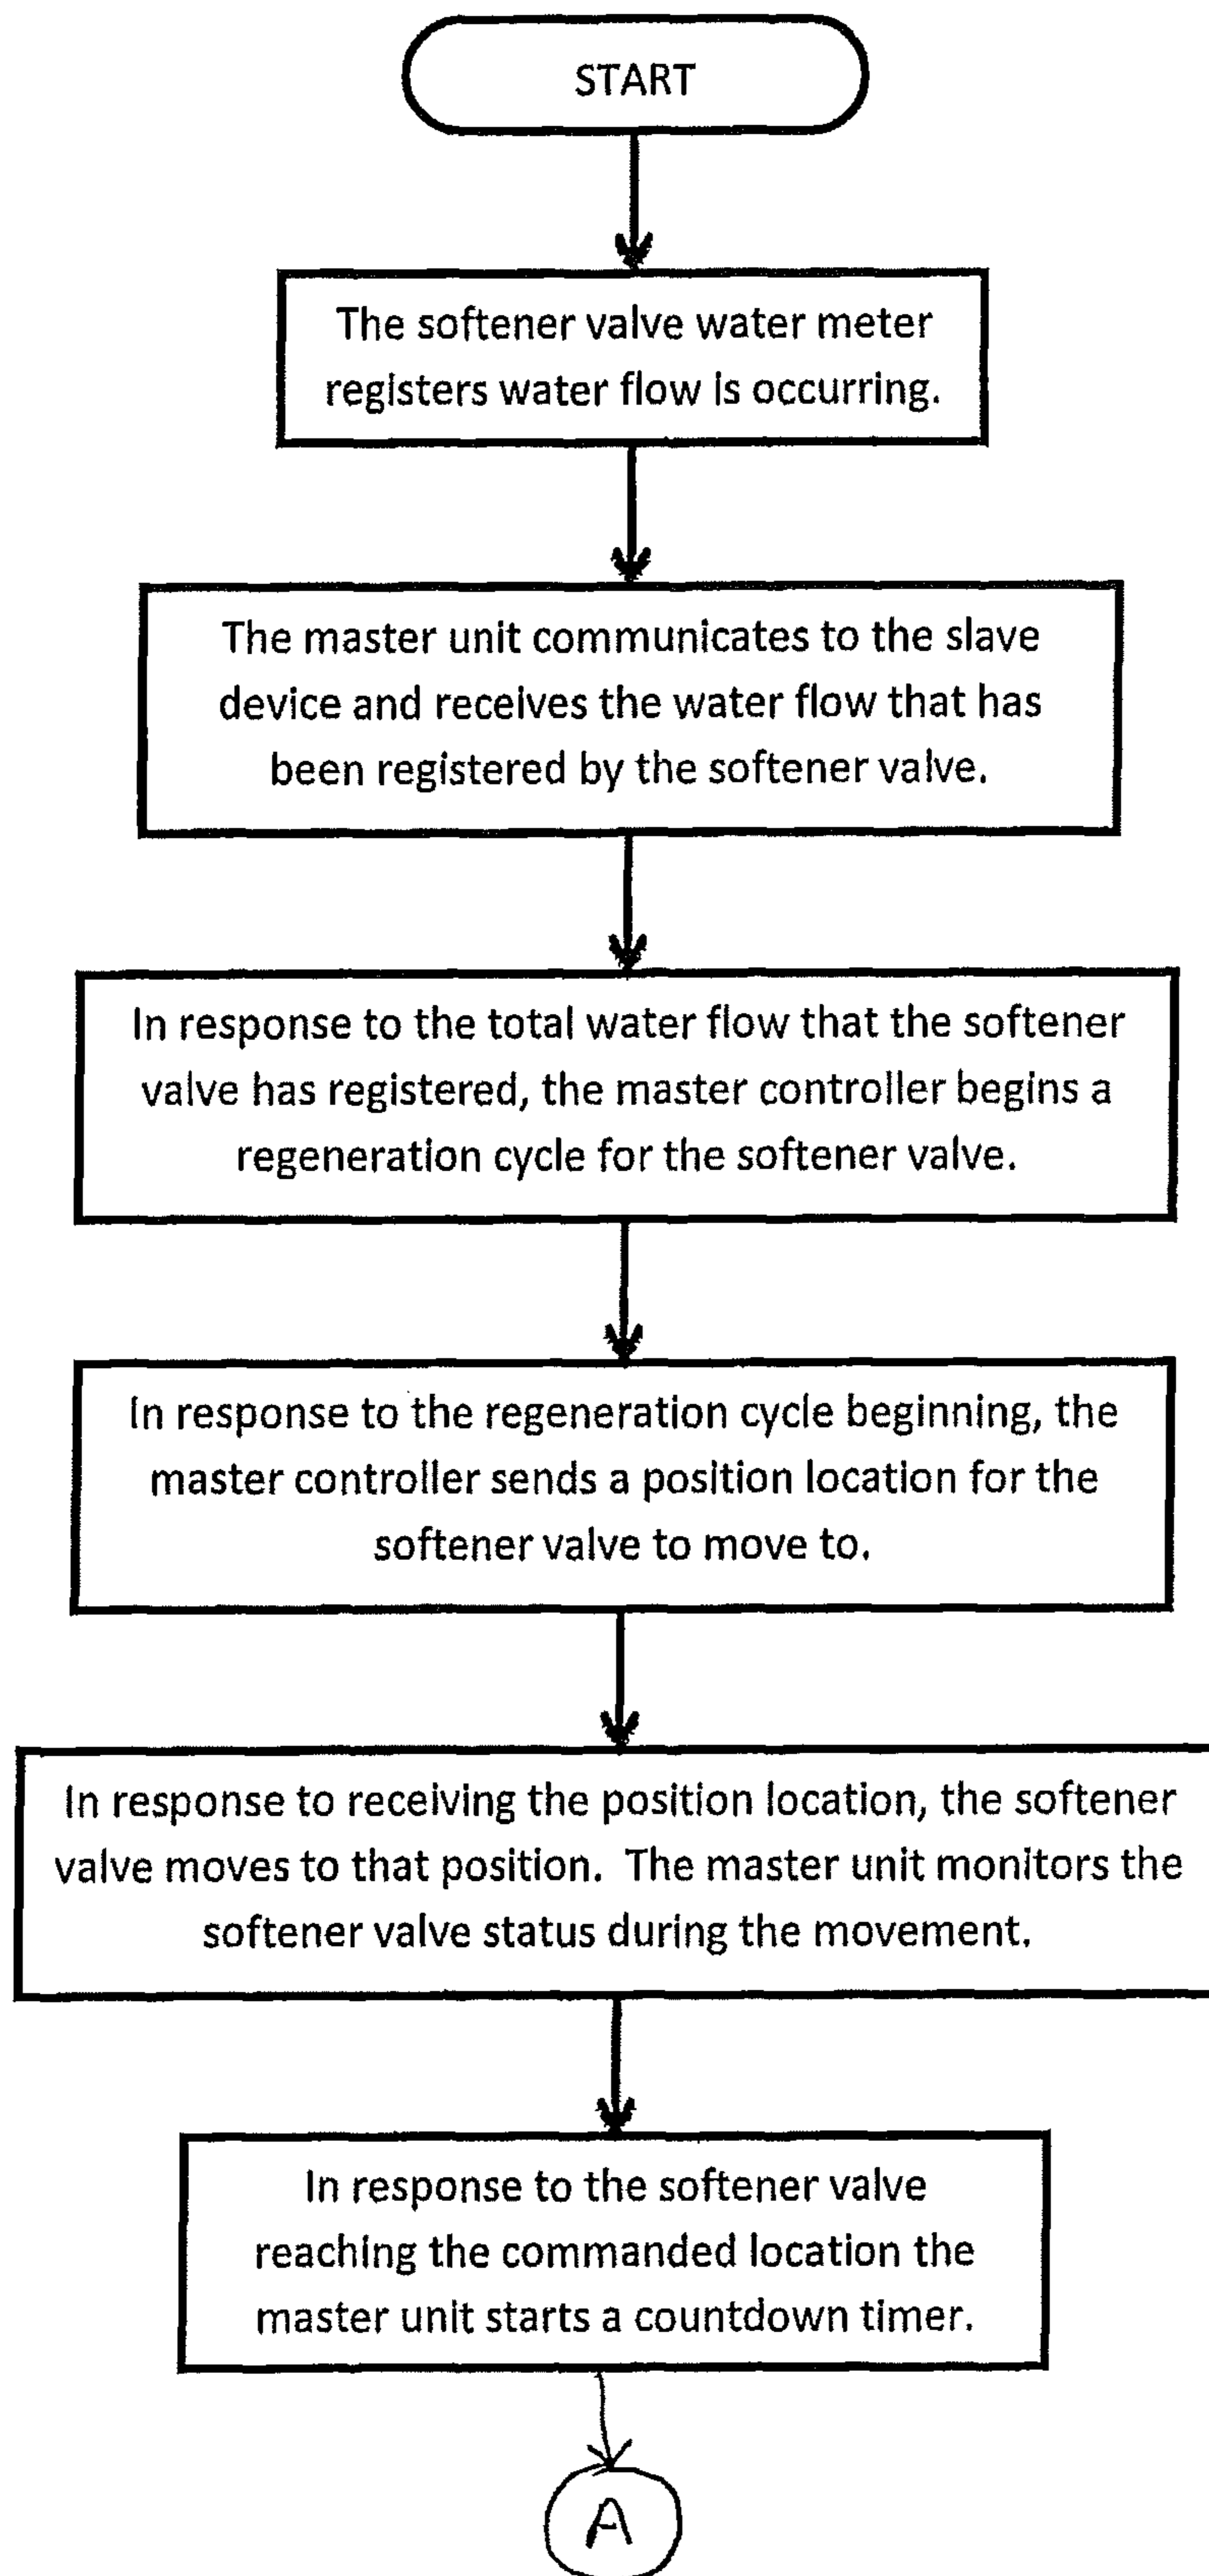 START
The softener valve water meter
registers water flow is occurring.
The master unit communicates to the slave
device and receives the water flow that has
been registered by the softener valve.
In response to the total water flow that the softener
valve has registered, the master controller begins a
regeneration cycle for the softener valve.
In response to the regeneration cycle beginning, the
master controller sends a position location for the
softener valve to move to.
In response to receiving the position location, the softener
valve moves to that position.  The master unit monitors the
softener valve status during the movement.
In response to the softener valve
reaching the commanded location the
master unit starts a countdown timer.
A